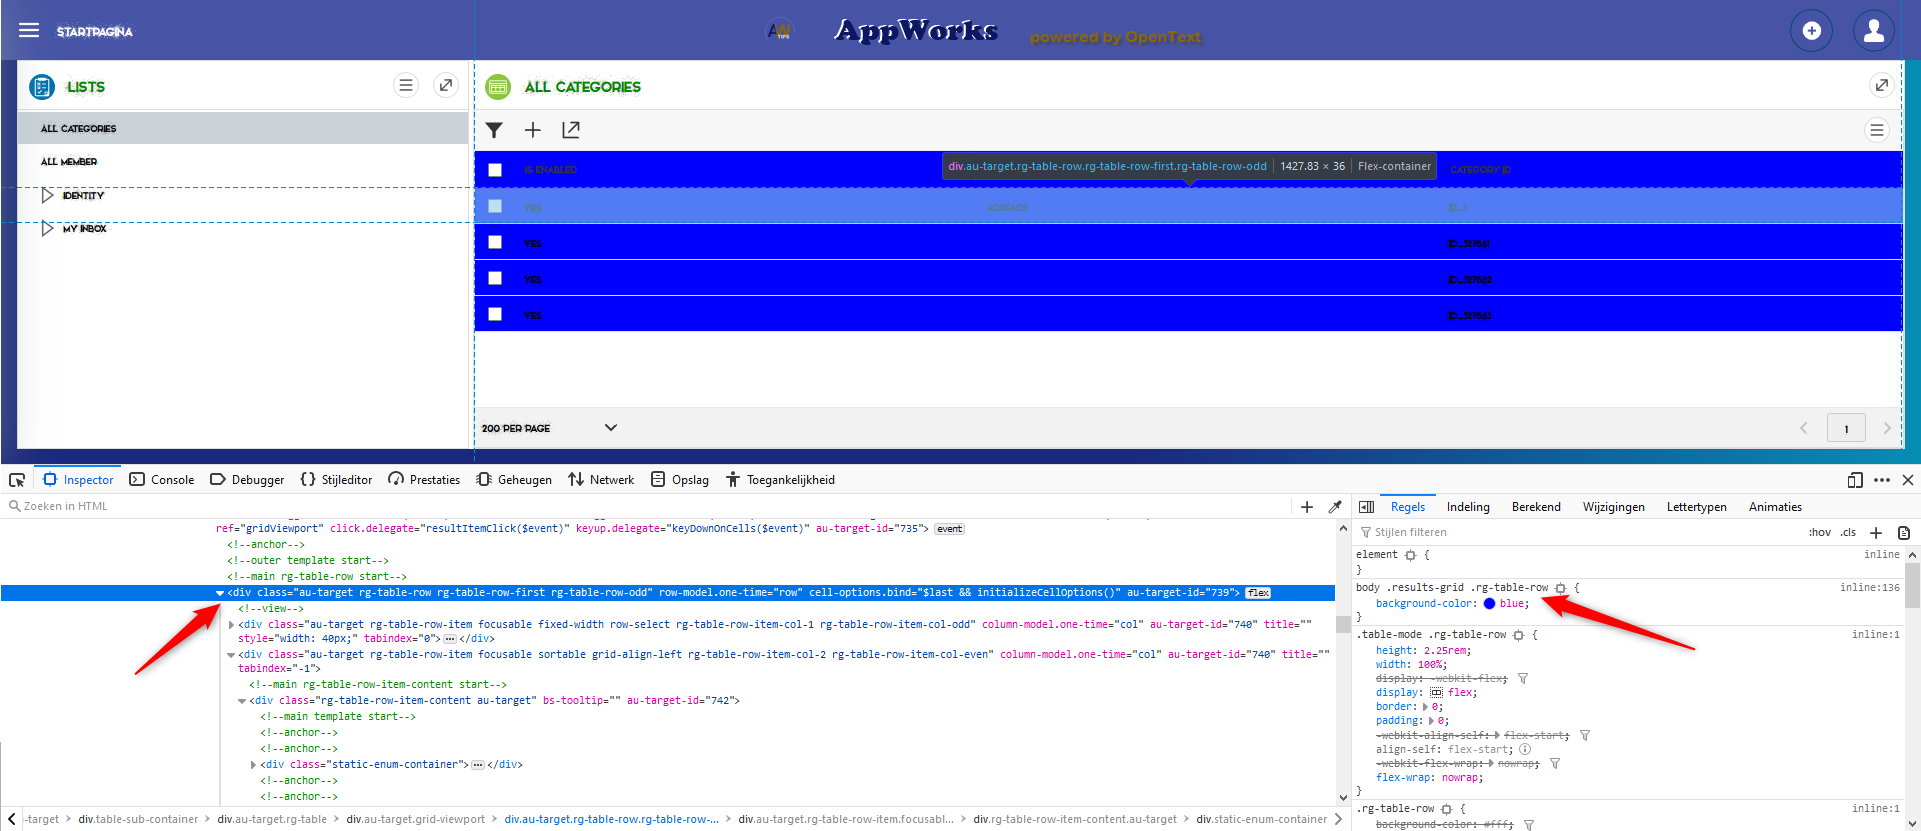 STARTPAGINA
AW TIPS
AppWorks
powered by OpenText
LISTS
ALL CATEGORIES
ALL CATEGORIES
ALL MEMBER
IDENTITY
MY INBOX
div.au-target.rg-table-row.rg-table-row-first.rg-table-row-odd 1427.83 × 36 Flex-container
IS ENABLED CATEGORY ID
YES ADSFADS ID_1
YES
YES
YES
200 PER PAGE 1
Inspector Console Debugger Stijleditor Prestaties Geheugen Netwerk Opslag Toegankelijkheid
Zoeken in HTML
ref="gridViewport" click.delegate="resultItemClick($event)" keyup.delegate="keyDownOnCells($event)" au-target-id="735"> event
<!--anchor-->
<!--outer template start-->
<!--main rg-table-row start-->
<div class="au-target rg-table-row rg-table-row-first rg-table-row-odd" row-model.one-time="row" cell-options.bind="$last && initializeCellOptions()" au-target-id="739"> flex
<!--view-->
<div class="au-target rg-table-row-item focusable fixed-width row-select rg-table-row-item-col-1 rg-table-row-item-col-odd" column-model.one-time="col" au-target-id="740" title=""
style="width: 40px;" tabindex="0"> ⋯ </div>
<div class="au-target rg-table-row-item focusable sortable grid-align-left rg-table-row-item-col-2 rg-table-row-item-col-even" column-model.one-time="col" au-target-id="740" title=""
tabindex="-1">
<!--main rg-table-row-item-content start-->
<div class="rg-table-row-item-content au-target" bs-tooltip="" au-target-id="742">
<!--main template start-->
<!--anchor-->
<!--anchor-->
<div class="static-enum-container"> ⋯ </div>
<!--anchor-->
<!--anchor-->
-target > div.table-sub-container > div.au-target.rg-table > div.au-target.grid-viewport > div.au-target.rg-table-row.rg-table-row-... > div.au-target.rg-table-row-item.focusabl... > div.rg-table-row-item-content.au-target > div.static-enum-container
Regels Indeling Berekend Wijzigingen Lettertypen Animaties
Stijlen filteren :hov .cls
element { inline
}
body .results-grid .rg-table-row { inline:136
background-color: blue;
}
.table-mode .rg-table-row { inline:1
height: 2.25rem;
width: 100%;
display: -webkit-flex;
display: flex;
border: 0;
padding: 0;
-webkit-align-self: flex-start;
align-self: flex-start;
-webkit-flex-wrap: nowrap;
flex-wrap: nowrap;
}
.rg-table-row { inline:1
background-color: #fff;